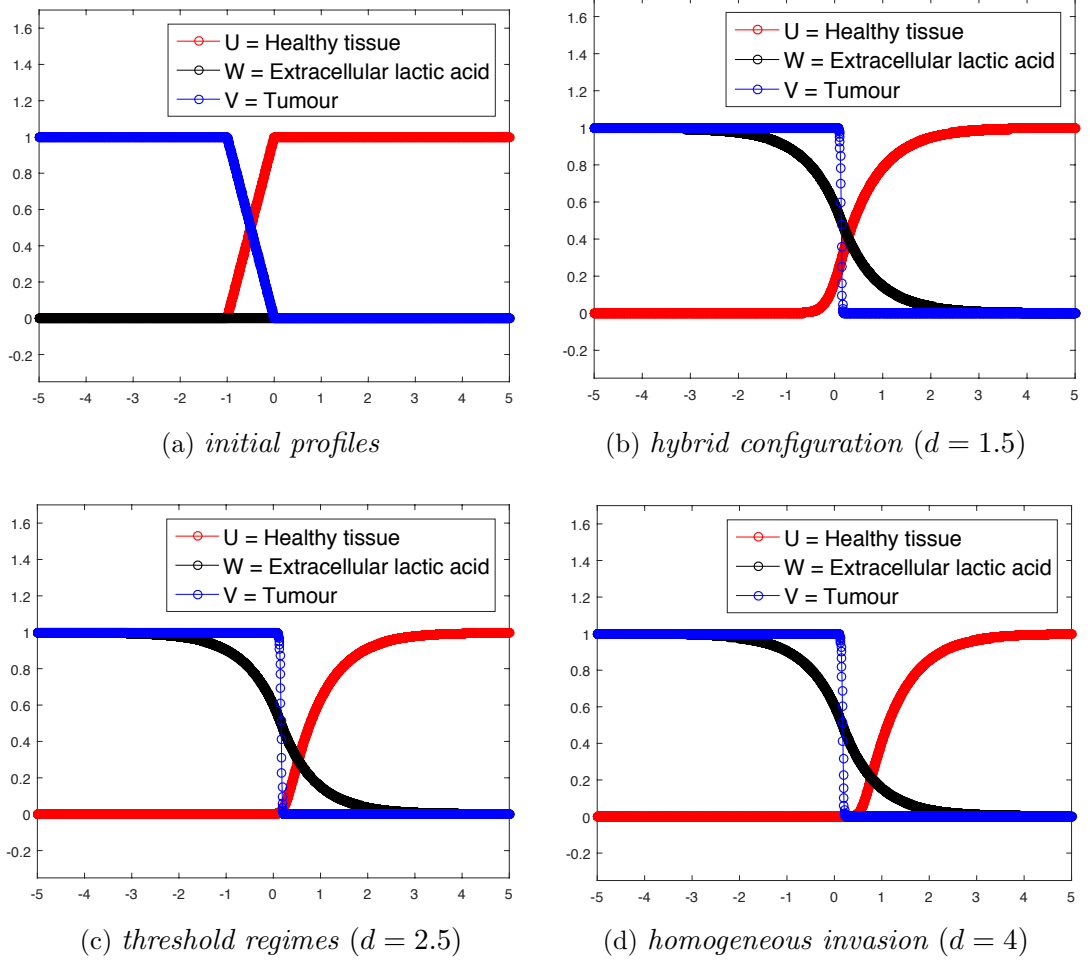 1.6
1.4
1.2
1
0.8
0.6
0.4
0.2
0
-0.2
-5 -4 -3 -2 -1 0 1 2 3 4 5
U = Healthy tissue
W = Extracellular lactic acid
V = Tumour
(a) initial profiles
1.6
1.4
1.2
1
0.8
0.6
0.4
0.2
0
-0.2
-5 -4 -3 -2 -1 0 1 2 3 4 5
U = Healthy tissue
W = Extracellular lactic acid
V = Tumour
(b) hybrid configuration (d = 1.5)
1.6
1.4
1.2
1
0.8
0.6
0.4
0.2
0
-0.2
-5 -4 -3 -2 -1 0 1 2 3 4 5
U = Healthy tissue
W = Extracellular lactic acid
V = Tumour
(c) threshold regimes (d = 2.5)
1.6
1.4
1.2
1
0.8
0.6
0.4
0.2
0
-0.2
-5 -4 -3 -2 -1 0 1 2 3 4 5
U = Healthy tissue
W = Extracellular lactic acid
V = Tumour
(d) homogeneous invasion (d = 4)